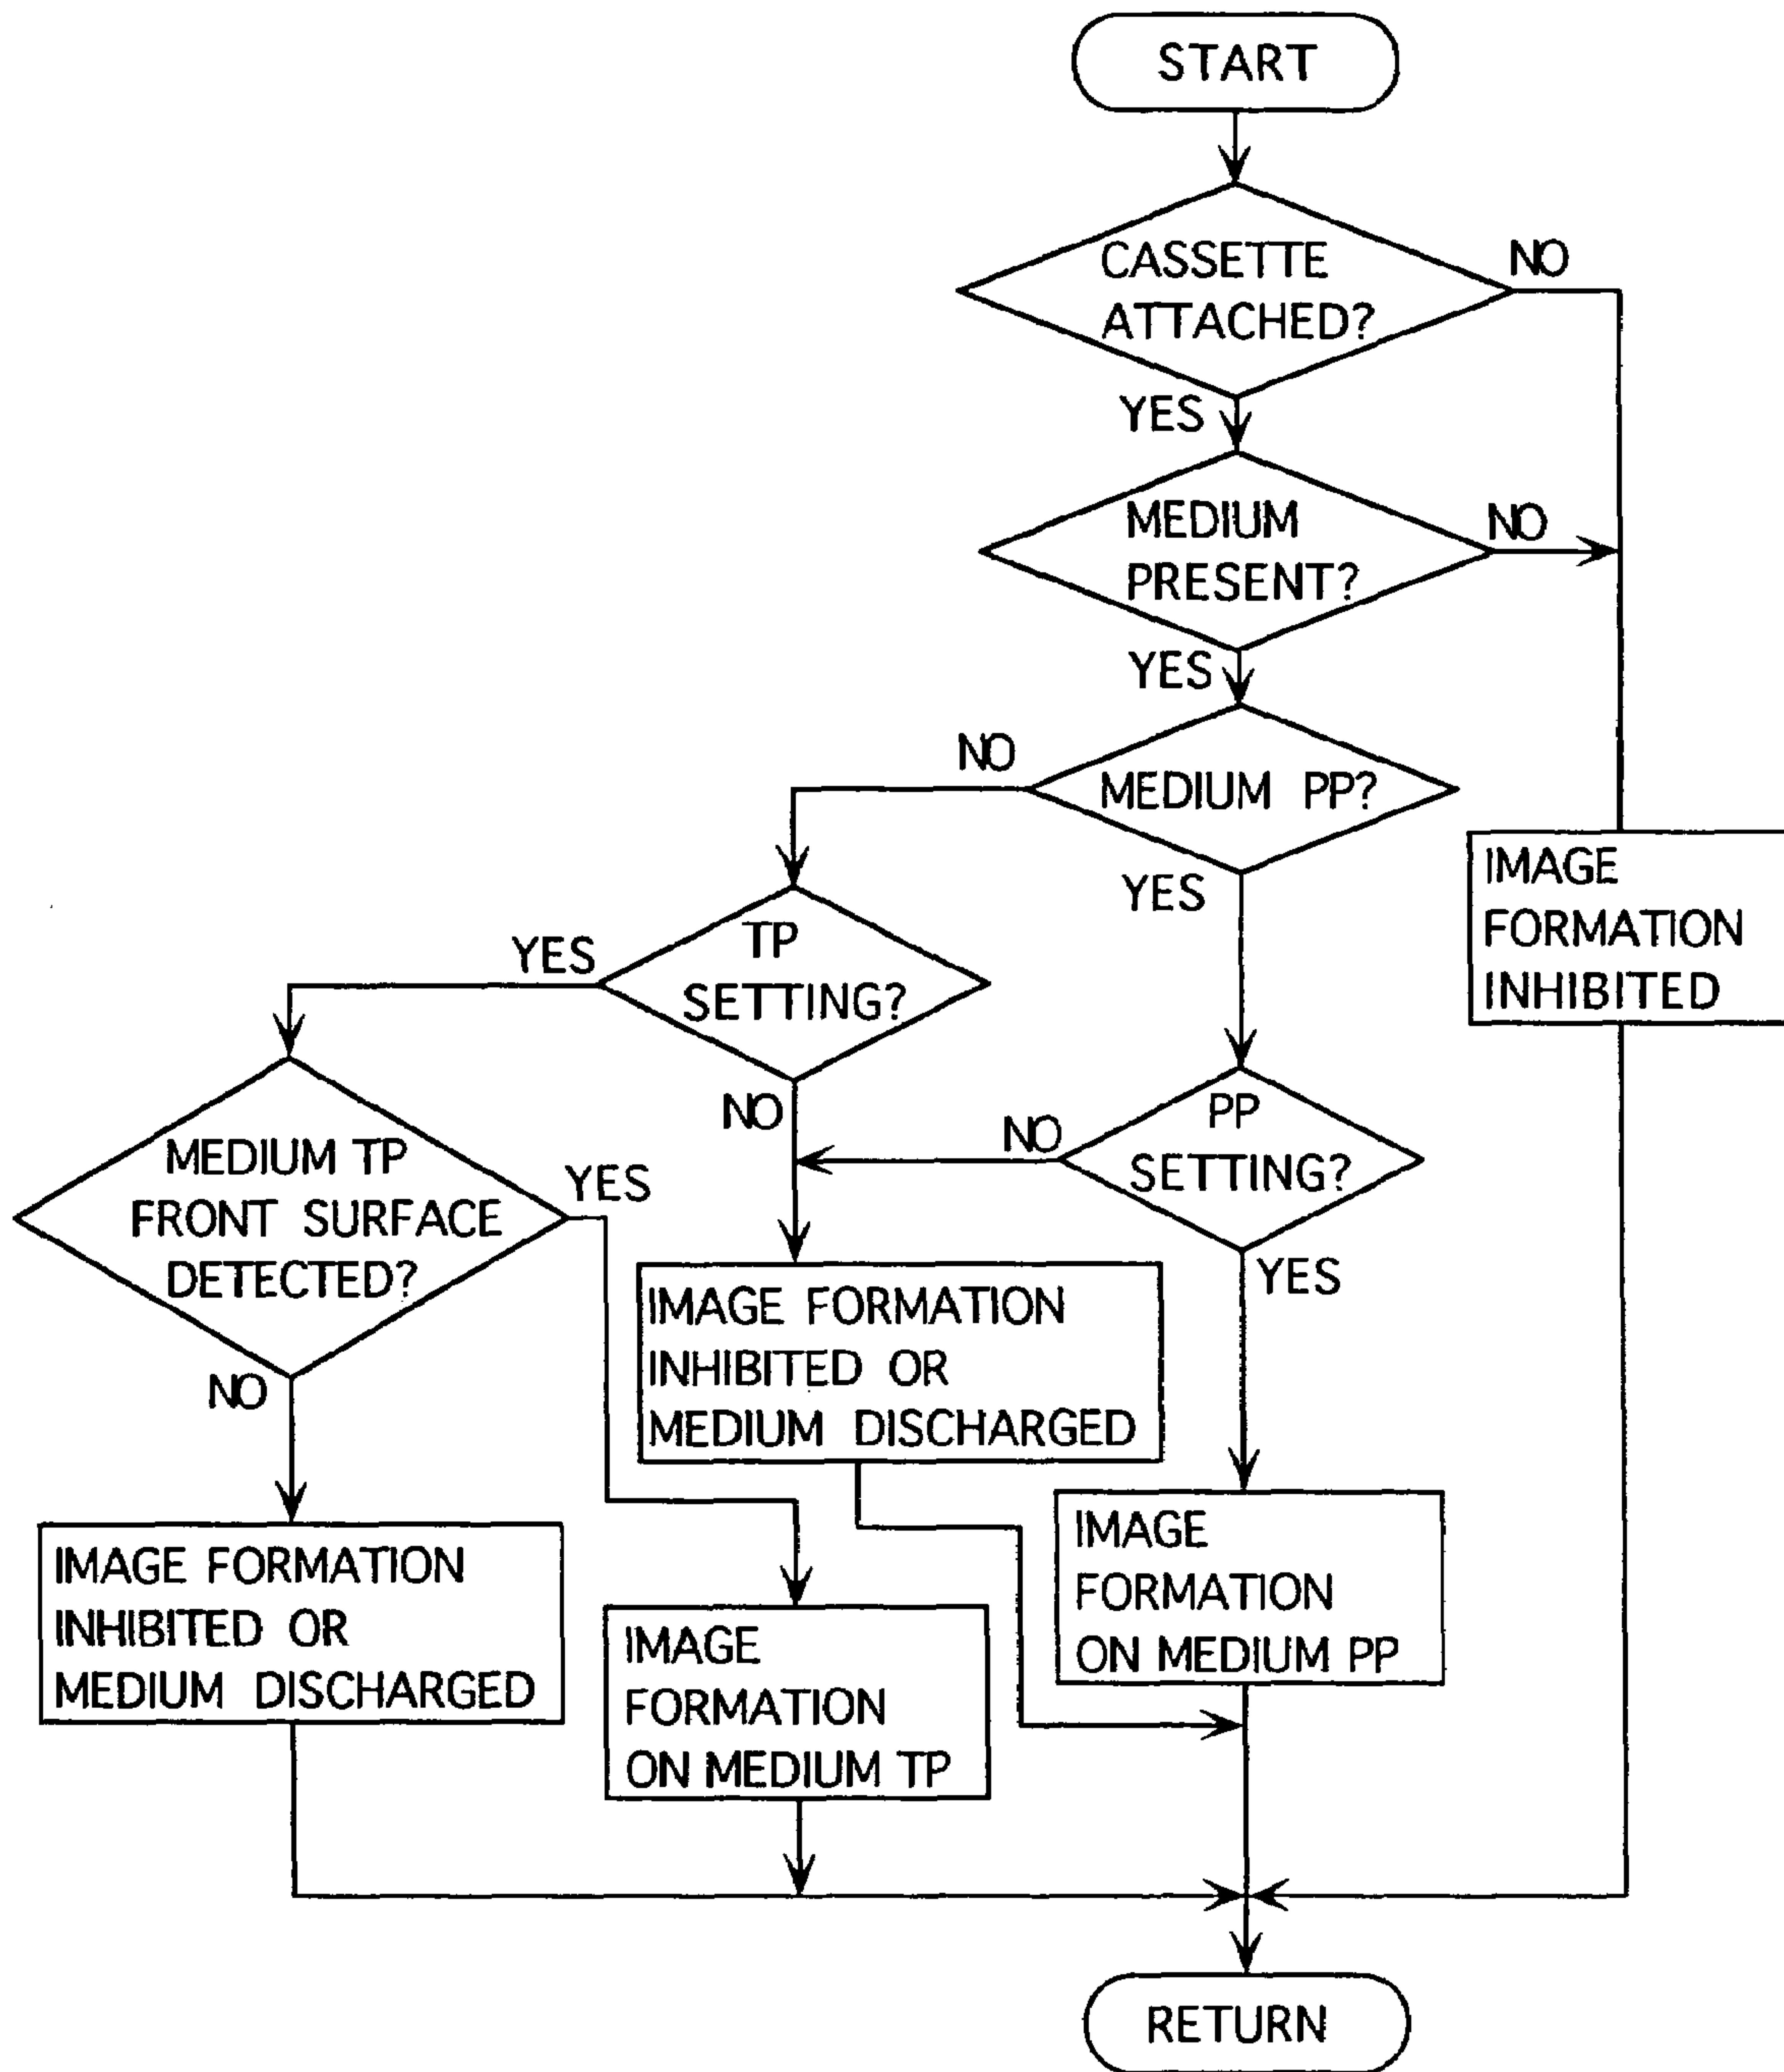 START
CASSETTE
ATTACHED?
NO
YES
MEDIUM
PRESENT?
NO
YES
MEDIUM PP?
NO
YES
IMAGE
FORMATION
INHIBITED
TP
SETTING?
YES
NO
PP
SETTING?
NO
YES
MEDIUM TP
FRONT SURFACE
DETECTED?
YES
NO
IMAGE FORMATION
INHIBITED OR
MEDIUM DISCHARGED
IMAGE
FORMATION
ON MEDIUM PP
IMAGE FORMATION
INHIBITED OR
MEDIUM DISCHARGED
IMAGE
FORMATION
ON MEDIUM TP
RETURN